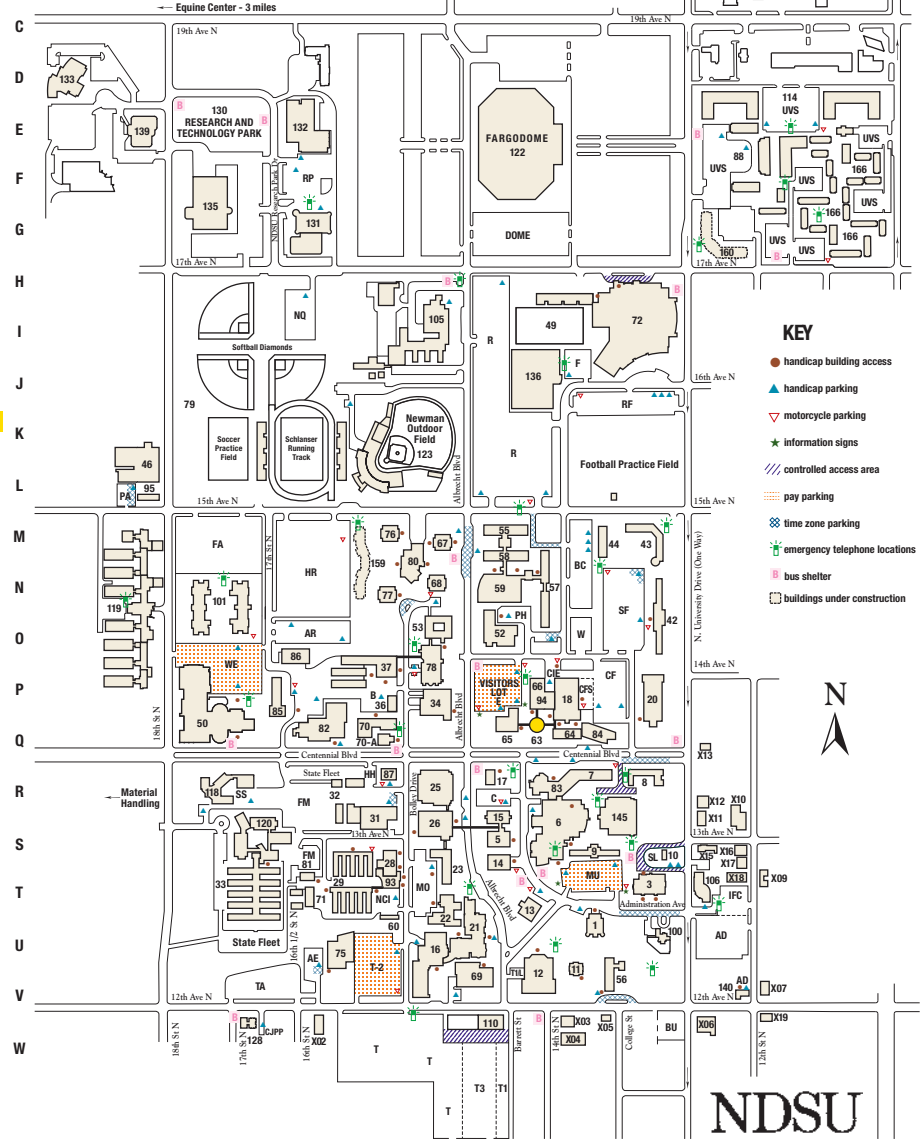 Equine Center - 3 miles
C
19th Ave N
19th Ave N
D
133
114
UVS
B
130
RESEARCH AND
TECHNOLOGY PARK
B
132
E
139
FARGODOME
122
B
88
UVS
166
F
RP
UVS
UVS
135
NDSU Research Park Dr
166
131
G
DOME
UVS
UVS
166
160
17th Ave N
17th Ave N
B
H
B
B
NQ
105
I
R
49
72
KEY
Softball Diamonds
handicap building access
136
F
16th Ave N
J
handicap parking
79
RF
motorcycle parking
Newman
Outdoor
Field
123
K
Soccer
Practice
Field
Schlanser
Running
Track
information signs
46
R
Football Practice Field
controlled access area
Albrecht Blvd
L
PA
95
pay parking
15th Ave N
15th Ave N
time zone parking
M
FA
17th St N
76
67
55
44
43
emergency telephone locations
HR
159
80
B
58
BC
N. University Drive (One Way)
bus shelter
N
101
77
68
59
57
SF
buildings under construction
119
53
PH
42
O
AR
52
W
WE
86
78
14th Ave N
37
B
VISITORS
LOT
E
CIE
CF
P
66
94
18
CFS
20
N
B
36
34
85
50
82
70
65
63
64
84
Albrecht Blvd
18th St N
70-A
B
B
B
X13
Q
Centennial Blvd
Centennial Blvd
State Fleet
HH
87
B
17
7
8
R
Material
Handling
118
SS
32
25
83
FM
Bolley Drive
C
X12
X10
31
26
15
6
145
X11
120
13th Ave N
5
13th Ave N
S
FM
81
28
9
B
SL
10
X15
X16
X17
23
14
33
29
93
MO
B
B
MU
X18
X09
T
71
NCI
3
106
IFC
Albrecht Blvd
Administration Ave
22
13
60
21
1
100
U
State Fleet
16 1/2 St N
AE
75
T-2
16
AD
11
TA
69
T1L
12
56
AD
V
12th Ave N
12th Ave N
140
X07
B
110
B
X03
X05
BU
X06
X19
W
18th St N
17th St N
CJPP
128
16th St N
X02
T
T
Barrett St
14th St N
X04
College St
12th St N
T3
T1
T
NDSU